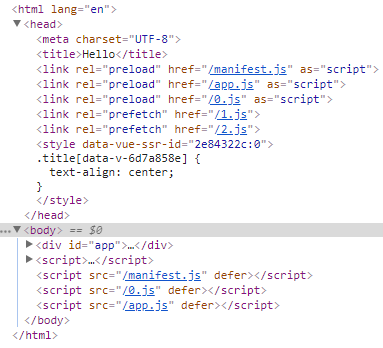 <html lang="en">
▼<head>
<meta charset="UTF-8">
<title>Hello</title>
<link rel="preload" href="/manifest.js" as="script">
<link rel="preload" href="/app.js" as="script">
<link rel="preload" href="/0.js" as="script">
<link rel="prefetch" href="/1.js">
<link rel="prefetch" href="/2.js">
<style data-vue-ssr-id="2e84322c:0">
.title[data-v-6d7a858e] {
text-align: center;
}
</style>
</head>
…▼<body> == $0
▶<div id="app">…</div>
▶<script>…</script>
<script src="/manifest.js" defer></script>
<script src="/0.js" defer></script>
<script src="/app.js" defer></script>
</body>
</html>